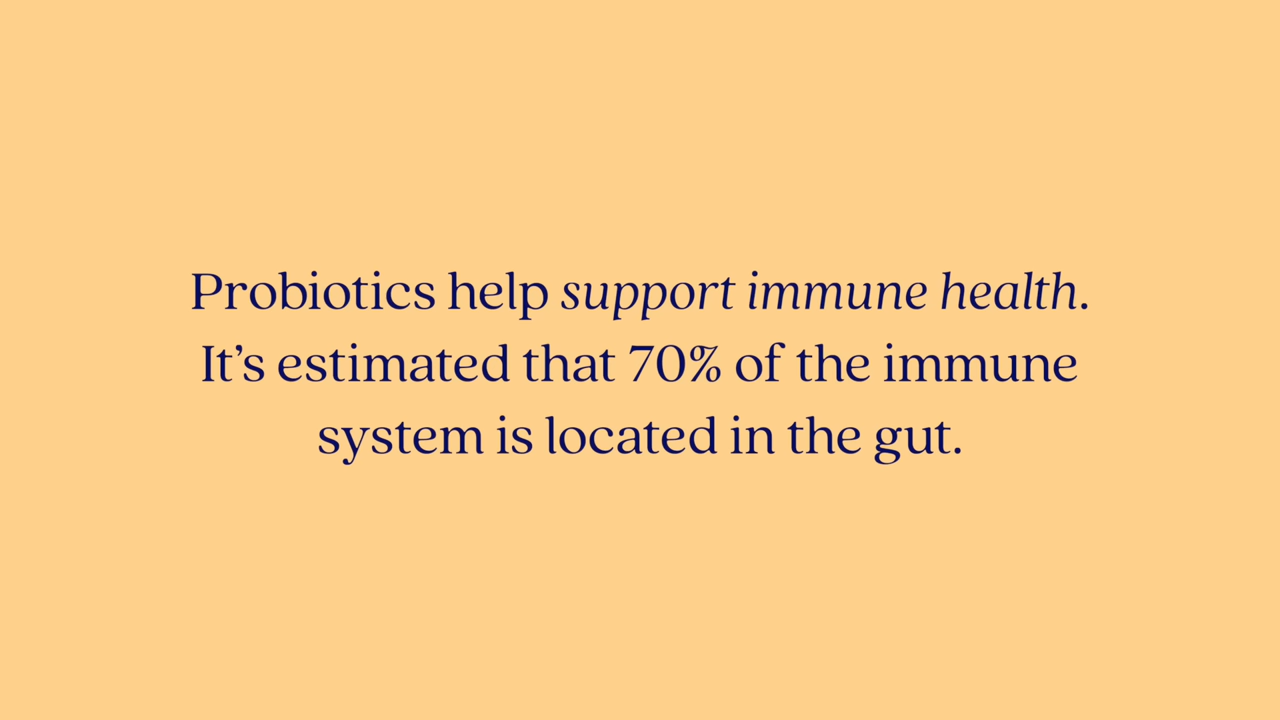 Probiotics help support immune health.
It’s estimated that 70% of the immune
system is located in the gut.